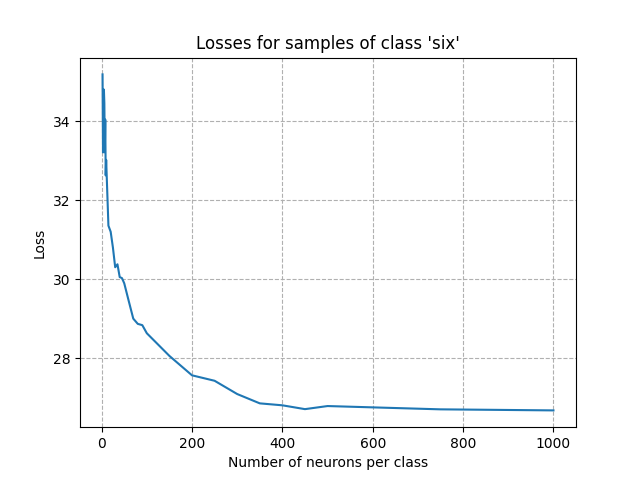 Losses for samples of class 'six'
34
32
30
28
Loss
0 200 400 600 800 1000
Number of neurons per class